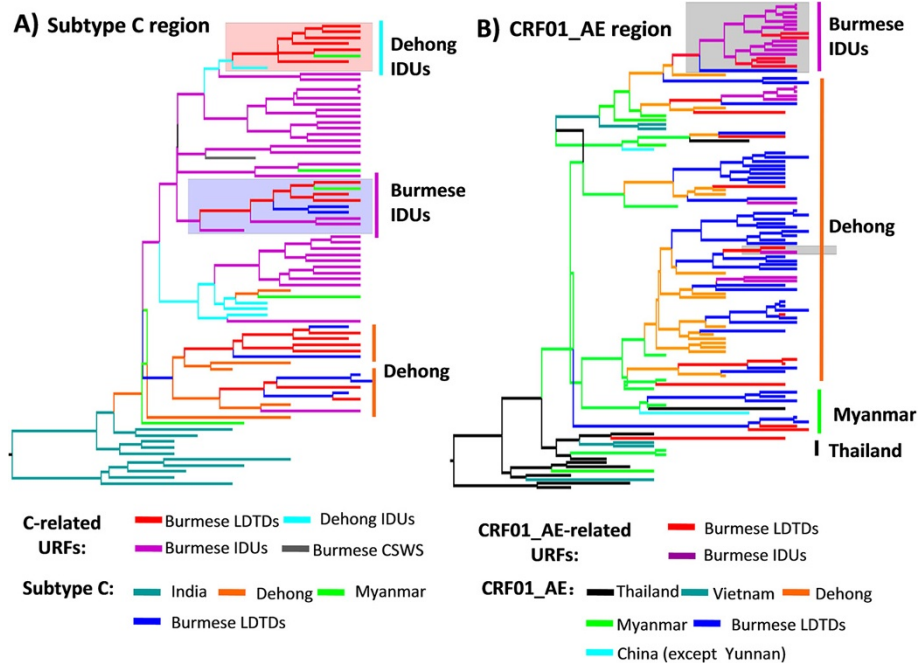 A) Subtype C region
Dehong
IDUs
Burmese
IDUs
Dehong
C-related
URFs:
Burmese LDTDs
Dehong IDUs
Burmese IDUs
Burmese CSWS
Subtype C:
India
Dehong
Myanmar
Burmese LDTDs
B) CRF01_AE region
Burmese
IDUs
Dehong
Myanmar
Thailand
CRF01_AE-related
URFs:
Burmese LDTDs
Burmese IDUs
CRF01_AE:
Thailand
Vietnam
Dehong
Myanmar
Burmese LDTDs
China (except Yunnan)